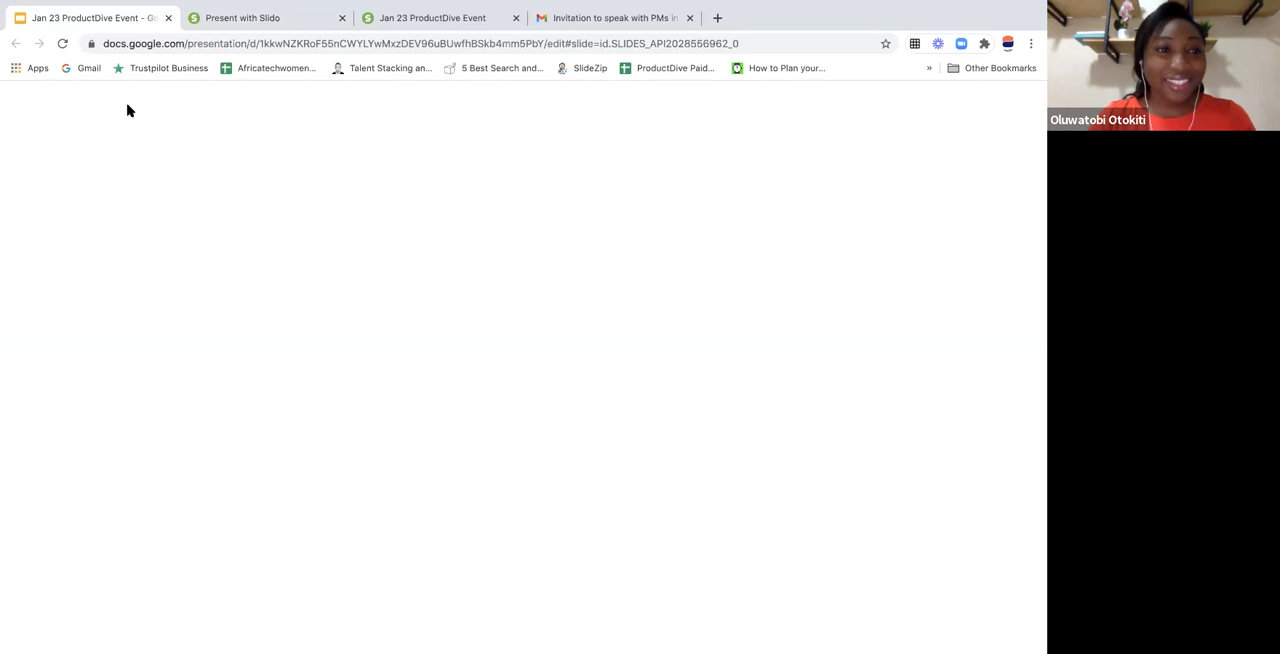 Jan 23 ProductDive Event - Go
Present with Slido
Jan 23 ProductDive Event
Invitation to speak with PMs in
docs.google.com/presentation/d/1kkwNZKRoF55nCWYLYwMxzDEV96uBUwfhBSkb4mm5PbY/edit#slide=id.SLIDES_API2028556962_0
Apps
Gmail
Trustpilot Business
Africatechwomen...
Talent Stacking an...
5 Best Search and...
SlideZip
ProductDive Paid...
How to Plan your...
»
Other Bookmarks
Oluwatobi Otokiti